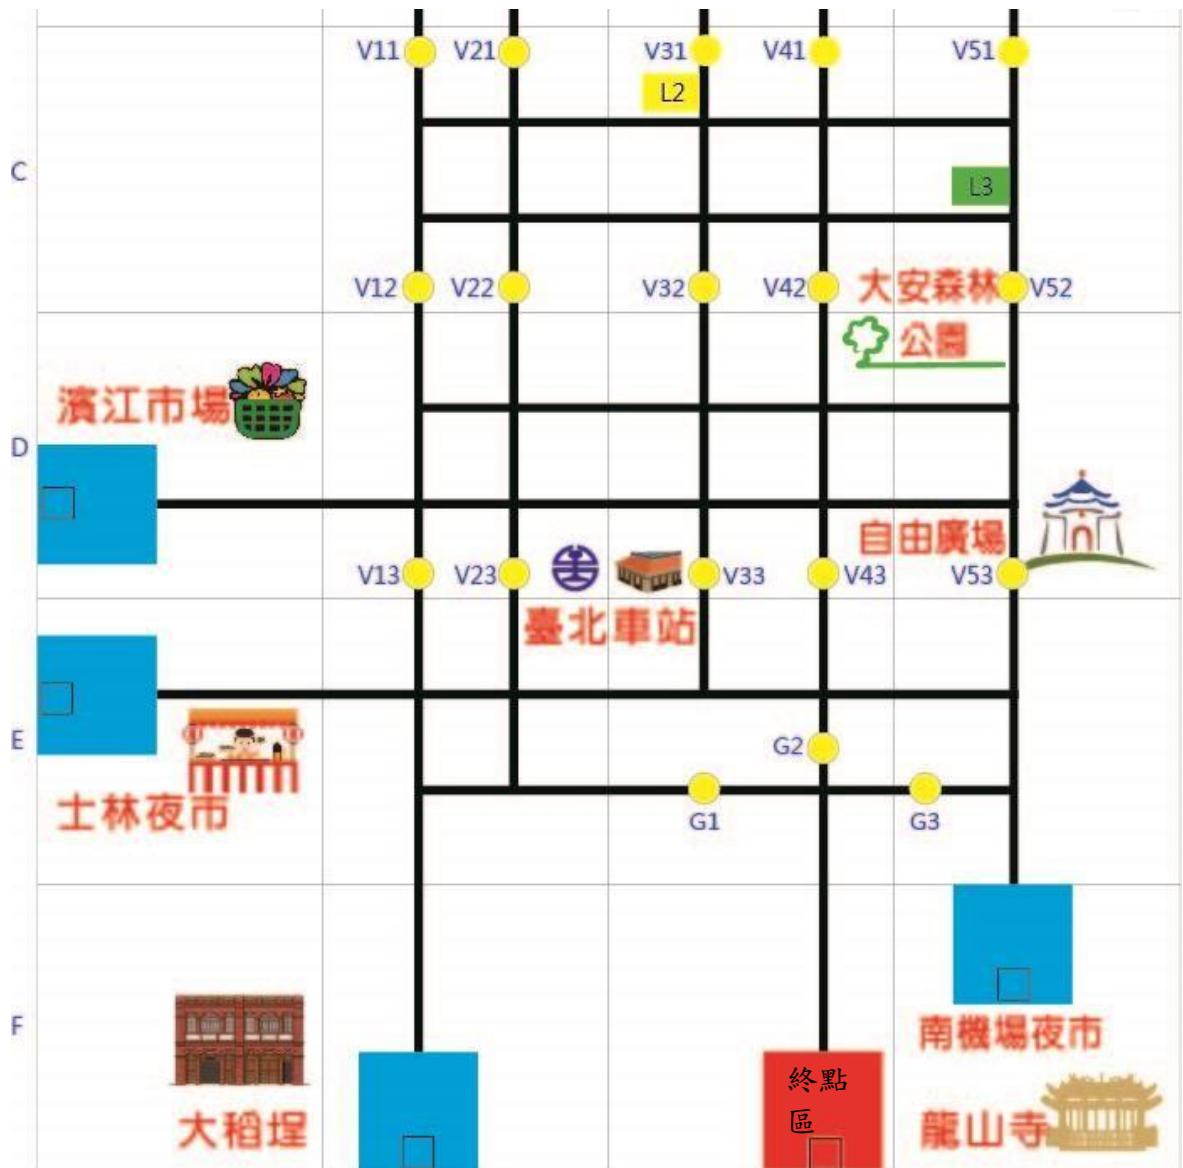 V11 V21 V31 V41 V51
L2
C
L3
V12 V22 V32 V42 大安森林 V52
公園
濱江市場
D
自由廣場
V13 V23 V33 V43 V53
臺北車站
E
G2
士林夜市
G1 G3
F
南機場夜市
終點
區
大稻埕
龍山寺